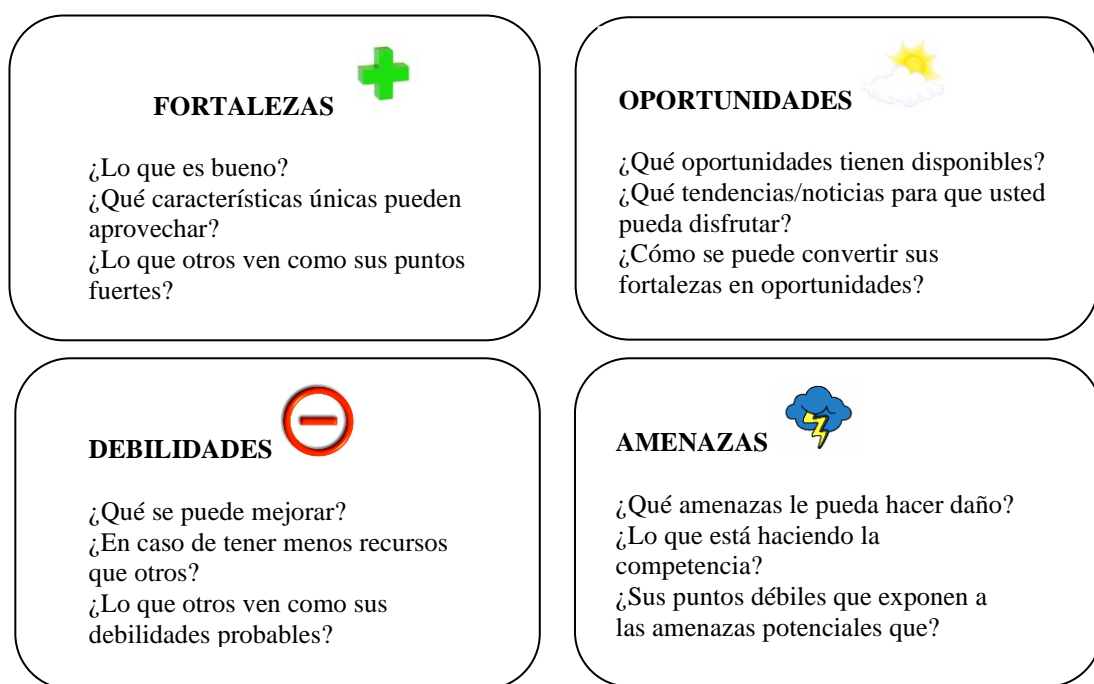 FORTALEZAS
¿Lo que es bueno?
¿Qué características únicas pueden
aprovechar?
¿Lo que otros ven como sus puntos
fuertes?
OPORTUNIDADES
¿Qué oportunidades tienen disponibles?
¿Qué tendencias/noticias para que usted
pueda disfrutar?
¿Cómo se puede convertir sus
fortalezas en oportunidades?
DEBILIDADES
¿Qué se puede mejorar?
¿En caso de tener menos recursos
que otros?
¿Lo que otros ven como sus
debilidades probables?
AMENAZAS
¿Qué amenazas le pueda hacer daño?
¿Lo que está haciendo la
competencia?
¿Sus puntos débiles que exponen a
las amenazas potenciales que?